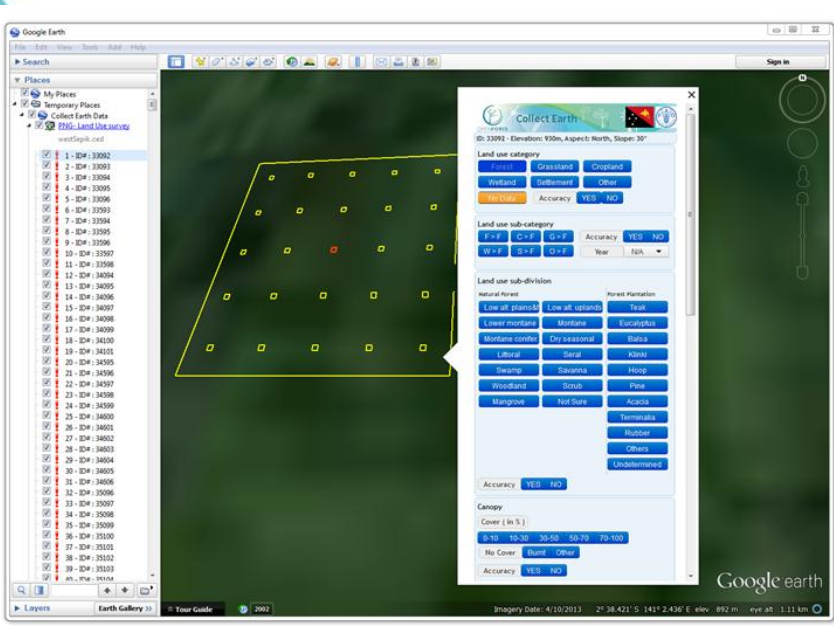 Google Earth
File Edit View Tools Add Help
Search
Sign in
Places
My Places
Temporary Places
Collect Earth Data
PNG- Land Use survey
westSepik.ced
1 - ID# : 33092
2 - ID# : 33093
3 - ID# : 33094
4 - ID# : 33095
5 - ID# : 33096
6 - ID# : 33593
7 - ID# : 33594
8 - ID# : 33595
9 - ID# : 33596
10 - ID# : 33597
11 - ID# : 33598
12 - ID# : 34094
13 - ID# : 34095
14 - ID# : 34096
15 - ID# : 34097
16 - ID# : 34098
17 - ID# : 34099
18 - ID# : 34100
19 - ID# : 34101
20 - ID# : 34595
21 - ID# : 34596
22 - ID# : 34597
23 - ID# : 34598
24 - ID# : 34599
25 - ID# : 34600
26 - ID# : 34601
27 - ID# : 34602
28 - ID# : 34603
29 - ID# : 34604
30 - ID# : 34605
31 - ID# : 34606
32 - ID# : 35096
33 - ID# : 35097
34 - ID# : 35098
35 - ID# : 35099
36 - ID# : 35100
37 - ID# : 35101
38 - ID# : 35102
39 - ID# : 35103
40 - ID# : 35104
Layers
Earth Gallery >>
Tour Guide
2002
N
Collect Earth
ID: 33092 - Elevation: 930m, Aspect: North, Slope: 30°
Land use category
Forest Grassland Cropland
Wetland Settlement Other
No Data Accuracy YES NO
Land use sub-category
F > F C > F G > F Accuracy YES NO
W > F S > F O > F Year N/A
Land use sub-division
Natural Forest Forest Plantation
Low alt. plains&f Low alt. uplands Teak
Lower montane Montane Eucalyptus
Montane conifer Dry seasonal Balsa
Littoral Seral Klinki
Swamp Savanna Hoop
Woodland Scrub Pine
Mangrove Not Sure Acacia
Terminalia
Rubber
Others
Undetermined
Accuracy YES NO
Canopy
Cover ( in % )
0-10 10-30 30-50 50-70 70-100
No Cover Burnt Other
Accuracy YES NO
Google earth
Imagery Date: 4/10/2013 2° 38.421' S 141° 2.436' E elev 892 m eye alt 1.11 km